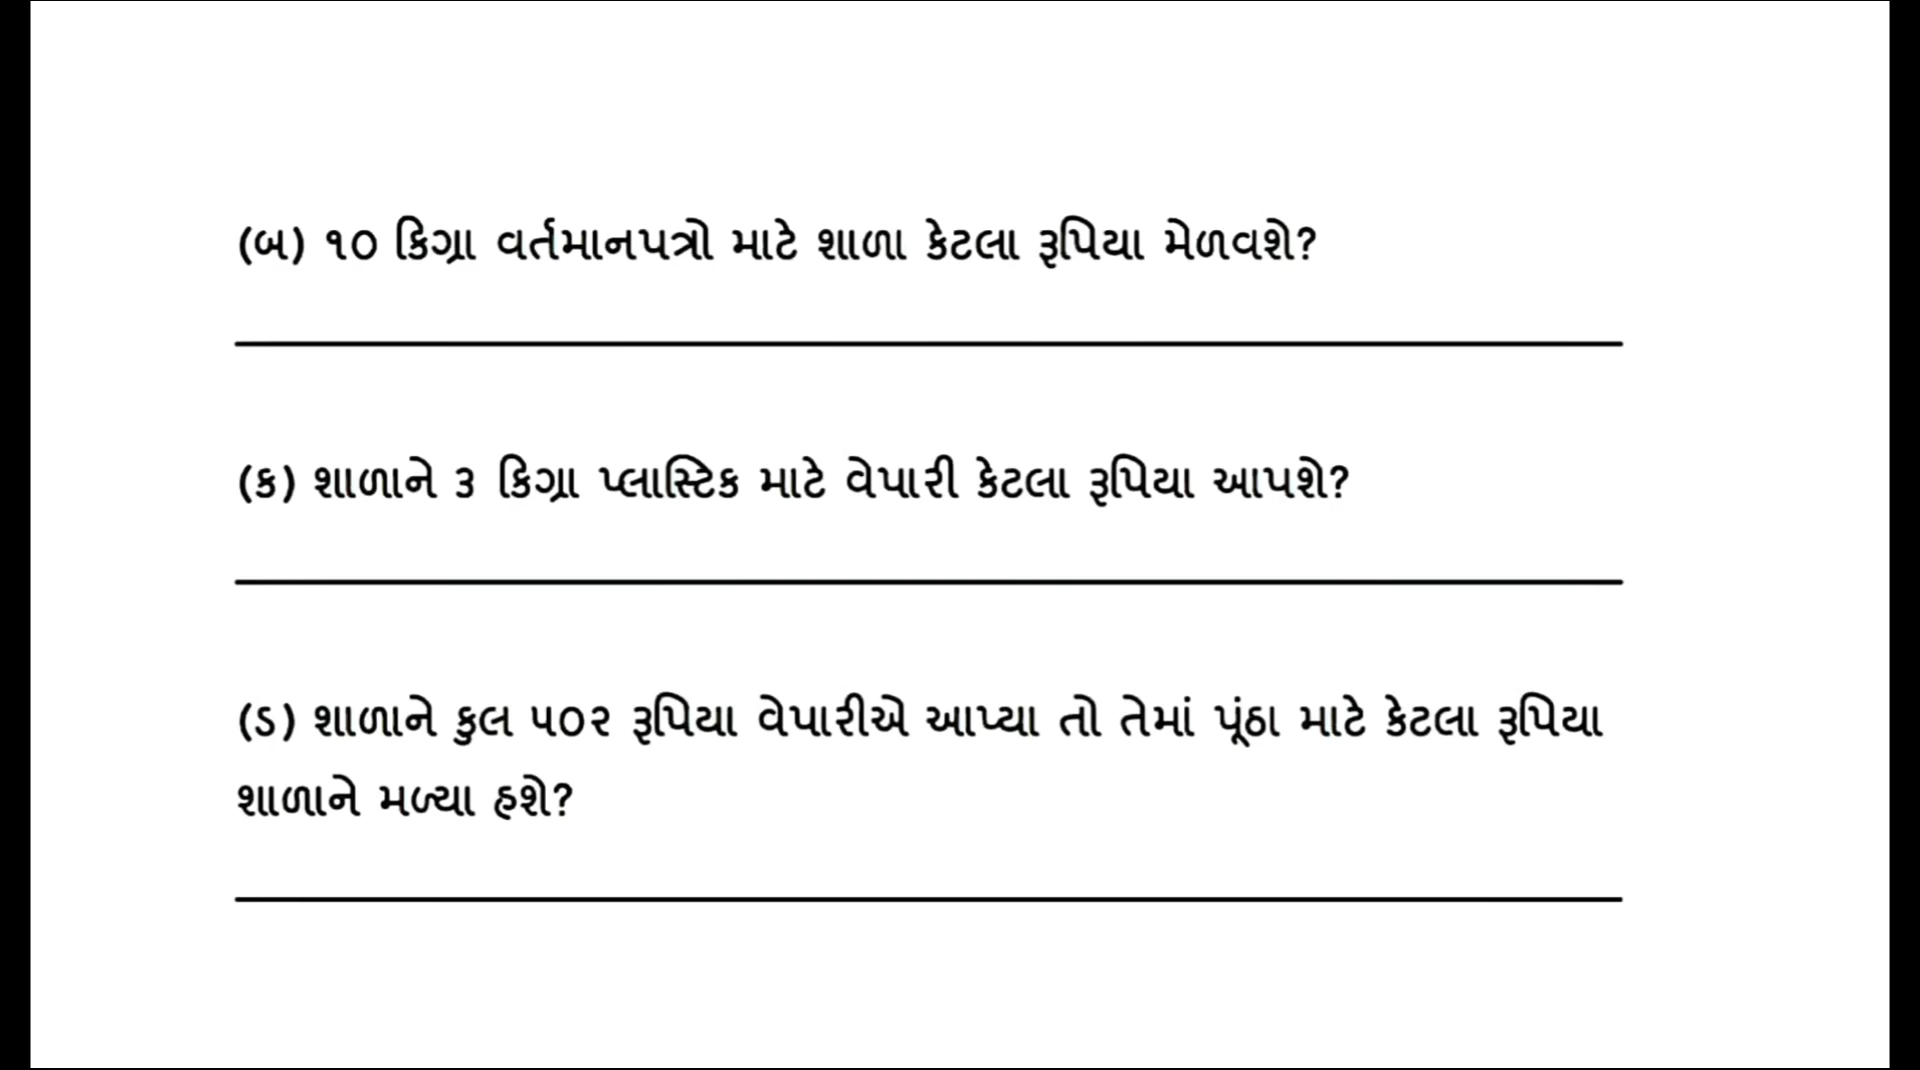 (બ) ૧૦ કિગ્રા વર્તમાનપત્રો માટે શાળા કેટલા રૂપિયા મેળવશે?
(ક) શાળાને ૩ કિગ્રા પ્લાસ્ટિક માટે વેપારી કેટલા રૂપિયા આપશે?
(ડ) શાળાને કુલ ૫૦૨ રૂપિયા વેપારીએ આપ્યા તો તેમાં પૂંઠા માટે કેટલા રૂપિયા
શાળાને મળ્યા હશે?